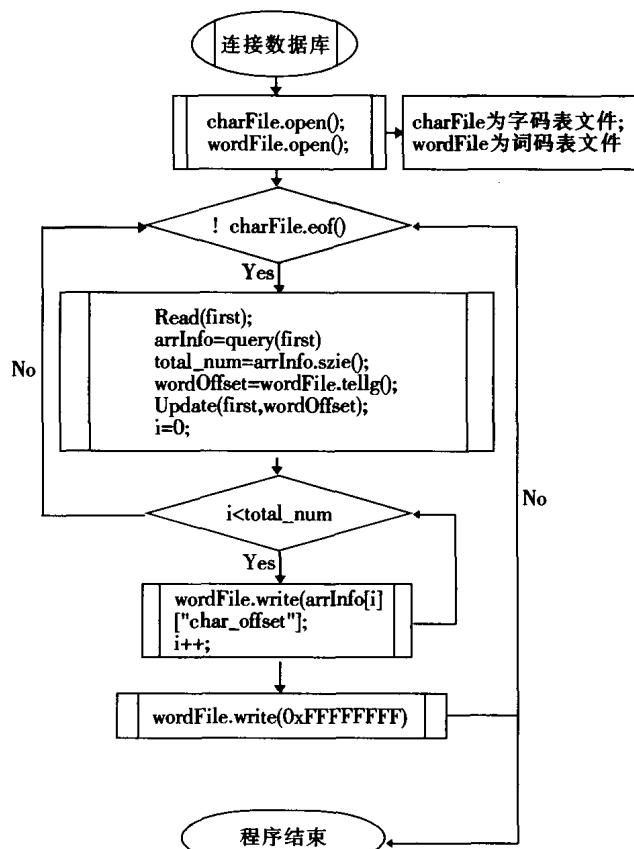 连接数据库
charFile.open();
wordFile.open();
charFile为字码表文件;
wordFile为词码表文件
! charFile.eof()
Yes
Read(first);
arrInfo=query(first)
total_num=arrInfo.szie();
wordOffset=wordFile.tellg();
Update(first,wordOffset);
i=0;
No
i<total_num
No
Yes
wordFile.write(arrInfo[i]
["char_offset"];
i++;
wordFile.write(0xFFFFFFFF)
程序结束